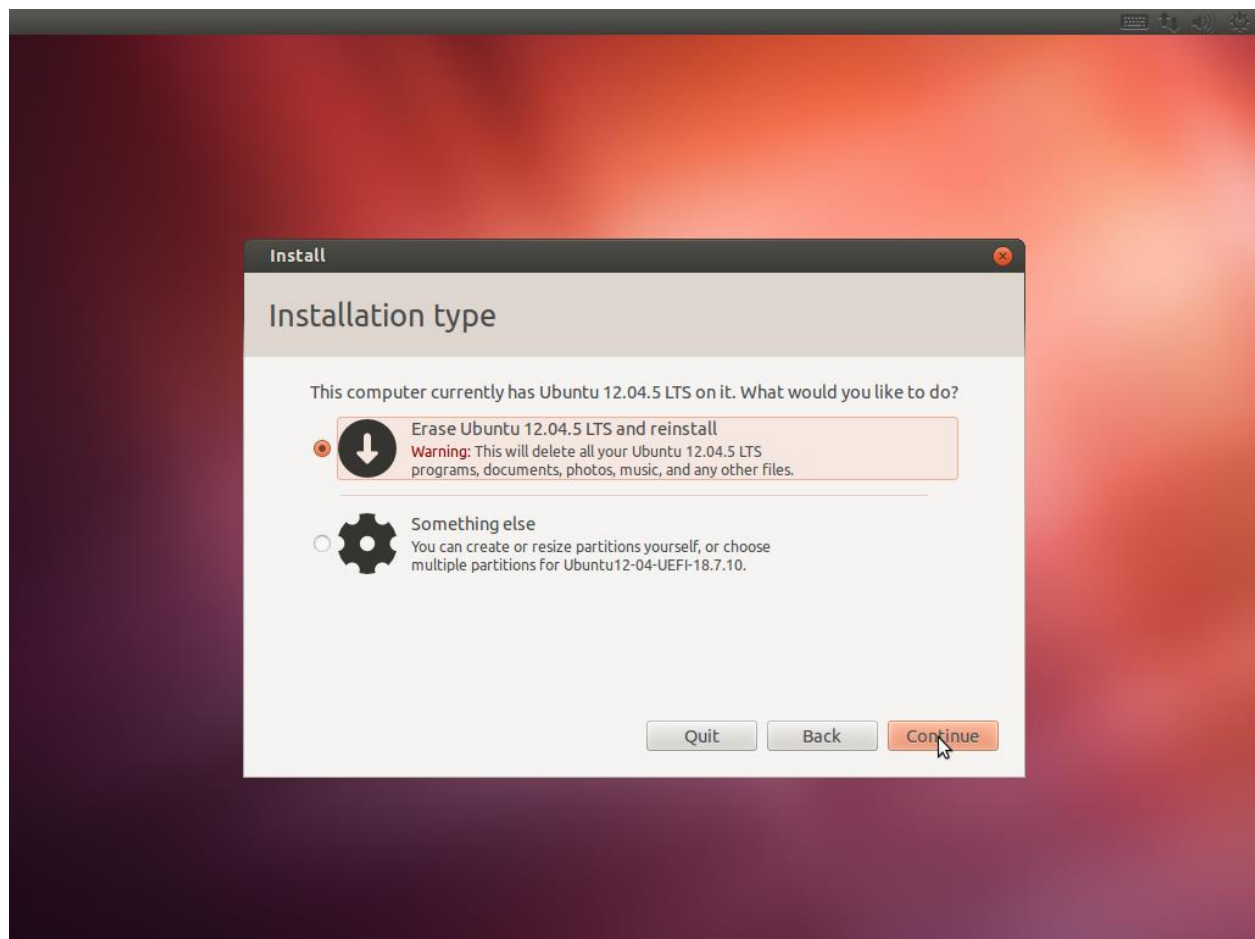 Install
Installation type
This computer currently has Ubuntu 12.04.5 LTS on it. What would you like to do?
Erase Ubuntu 12.04.5 LTS and reinstall
Warning: This will delete all your Ubuntu 12.04.5 LTS
programs, documents, photos, music, and any other files.
Something else
You can create or resize partitions yourself, or choose
multiple partitions for Ubuntu12-04-UEFI-18.7.10.
Quit Back Continue